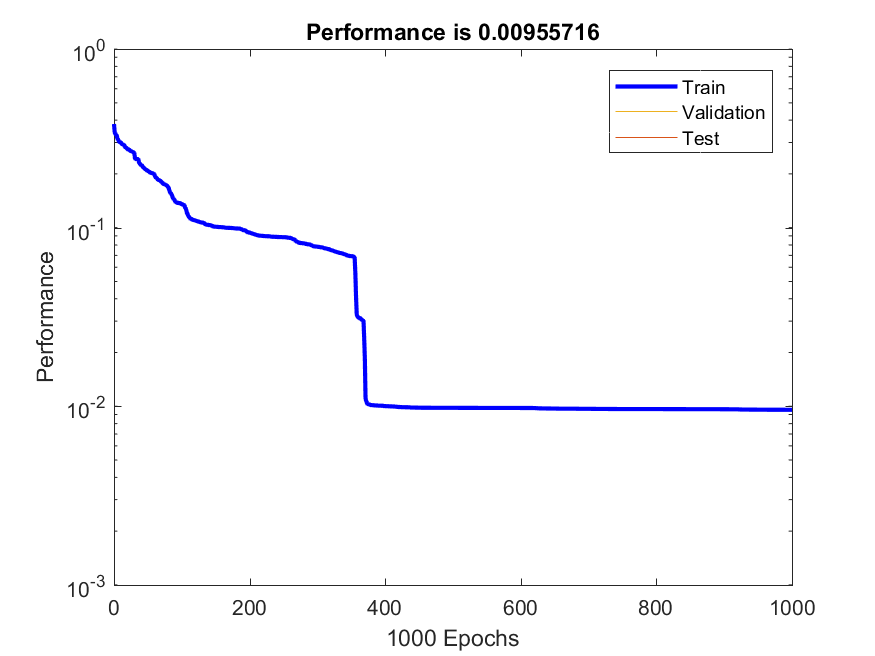 Performance is 0.00955716
10^0
Train
Validation
Test
10^-1
Performance
10^-2
10^-3
0 200 400 600 800 1000
1000 Epochs